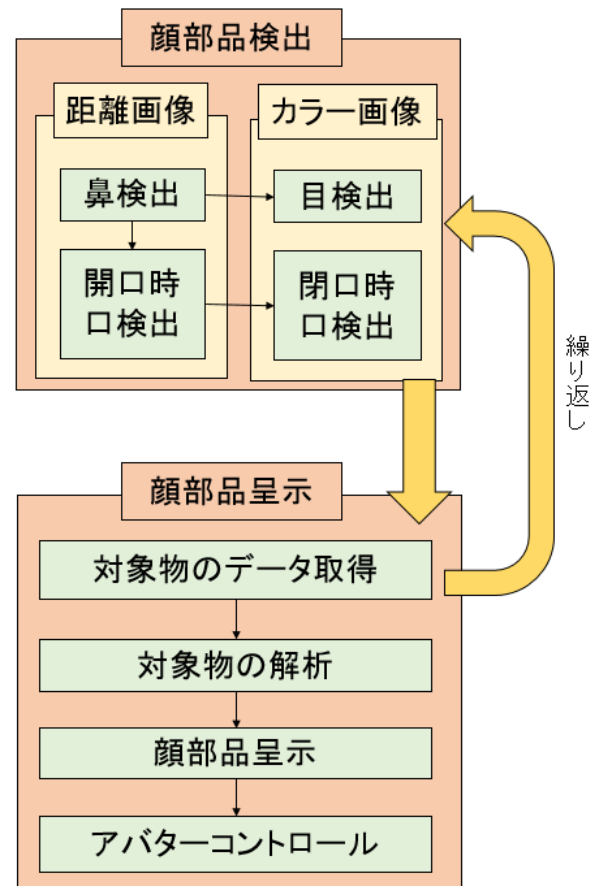 顔部品検出
距離画像
カラー画像
鼻検出
目検出
開口時
口検出
閉口時
口検出
繰り返し
顔部品呈示
対象物のデータ取得
対象物の解析
顔部品呈示
アバターコントロール